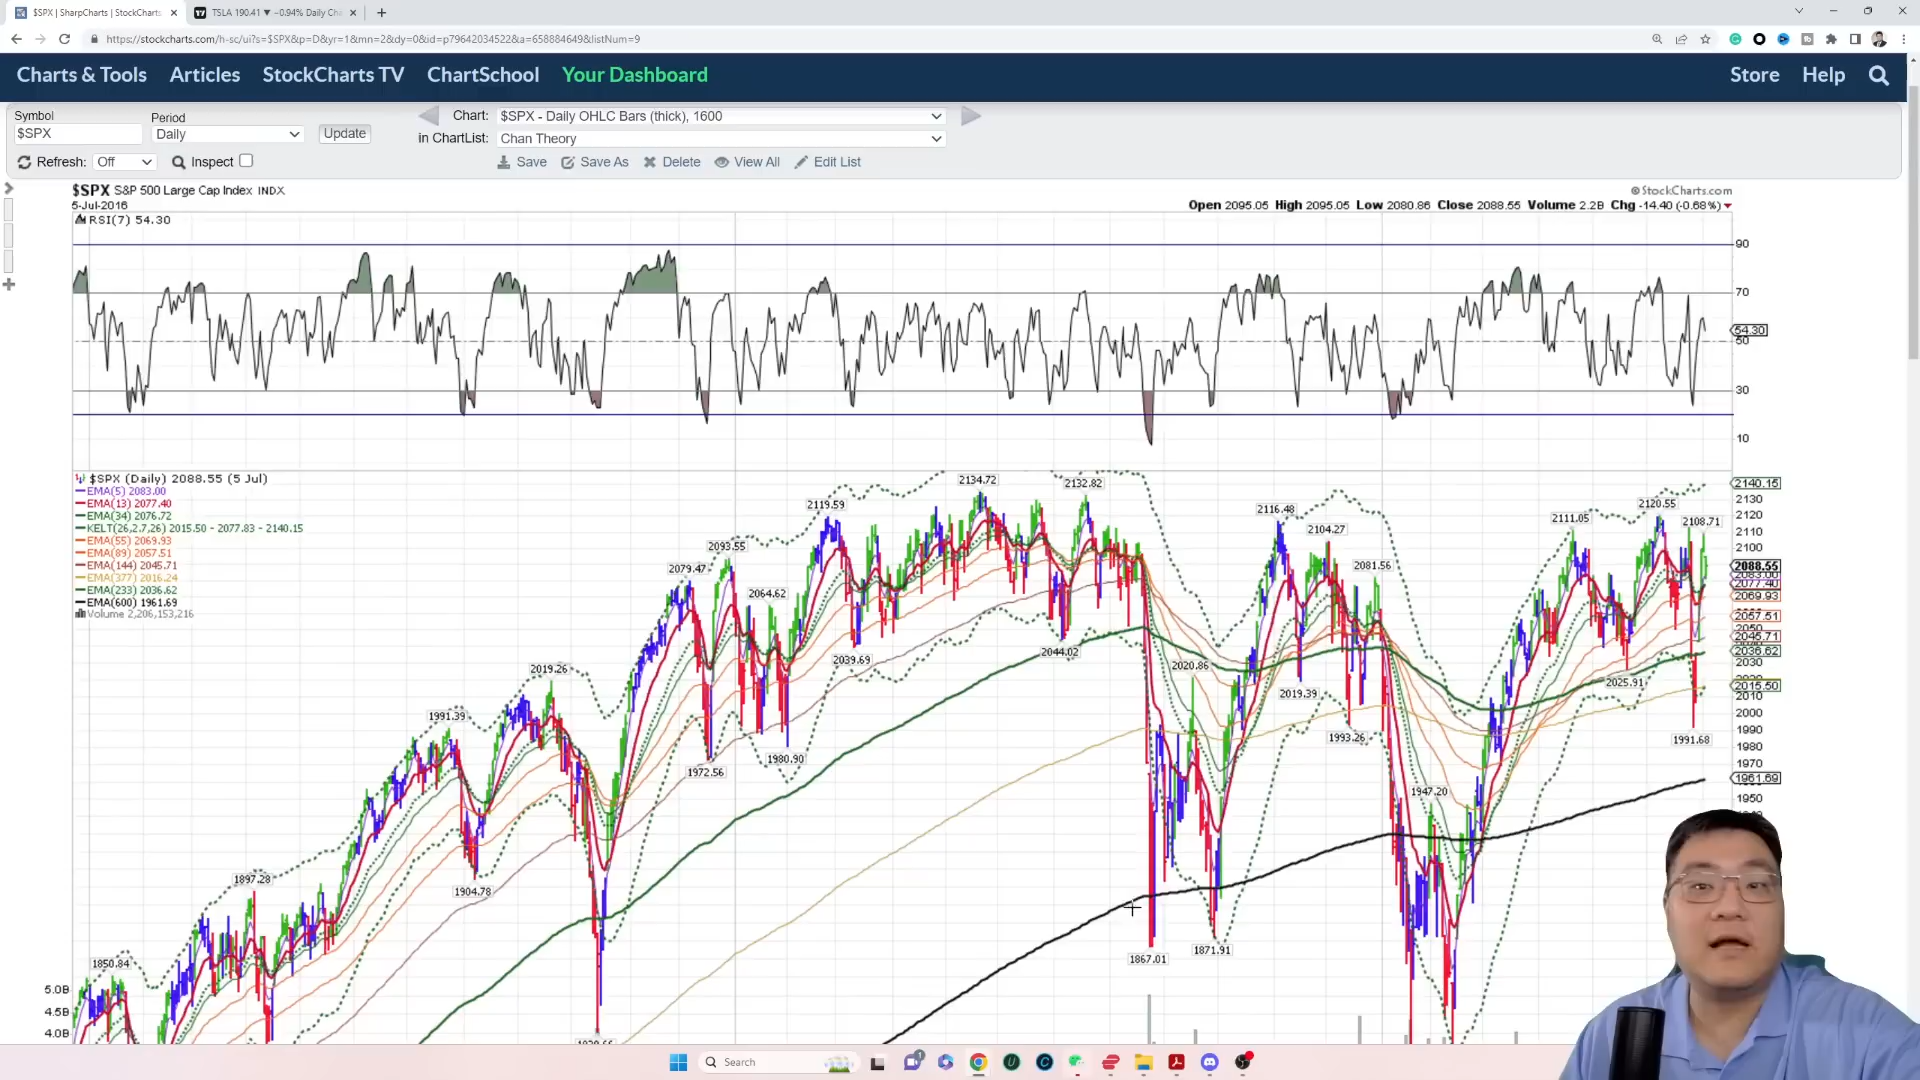 $SPX | SharpCharts | StockCharts
TSLA 190.41 ▼ −0.94% Daily Ch
https://stockcharts.com/h-sc/ui?s=$SPX&p=D&yr=1&mn=2&dy=0&id=p79642034522&a=658884649&listNum=9
Charts & Tools Articles StockCharts TV ChartSchool Your Dashboard Store Help
Symbol Period Chart: $SPX - Daily OHLC Bars (thick), 1600
$SPX Daily Update in ChartList: Chan Theory
Refresh: Off Inspect Save Save As Delete View All Edit List
$SPX S&P 500 Large Cap Index INDX
© StockCharts.com
5-Jul-2016
Open 2095.05 High 2095.05 Low 2080.86 Close 2088.55 Volume 2.2B Chg -14.40 (-0.68%)
RSI(7) 54.30
90
70
54.30
50
30
10
$SPX (Daily) 2088.55 (5 Jul)
EMA(5) 2083.00
EMA(13) 2077.40
EMA(34) 2076.72
KELT(26,2.7,26) 2015.50 - 2077.83 - 2140.15
EMA(55) 2069.93
EMA(89) 2057.51
EMA(144) 2045.71
EMA(377) 2016.24
EMA(233) 2036.62
EMA(600) 1961.69
Volume 2,206,153,216
2134.72
2132.82
2119.59
2116.48
2104.27
2111.05
2120.55
2108.71
2093.55
2079.47
2064.62
2081.56
2039.69
2044.02
2020.86
2019.39
2025.91
2019.26
1991.39
1972.56
1980.90
1993.26
1991.68
1947.20
1904.78
1897.28
1850.84
1867.01
1871.91
2140.15
2130
2120
2110
2100
2088.55
2083.00
2077.40
2069.93
2057.51
2050
2045.71
2036.62
2030
2015.50
2010
2000
1990
1980
1970
1961.69
1950
5.0B
4.5B
4.0B
Search